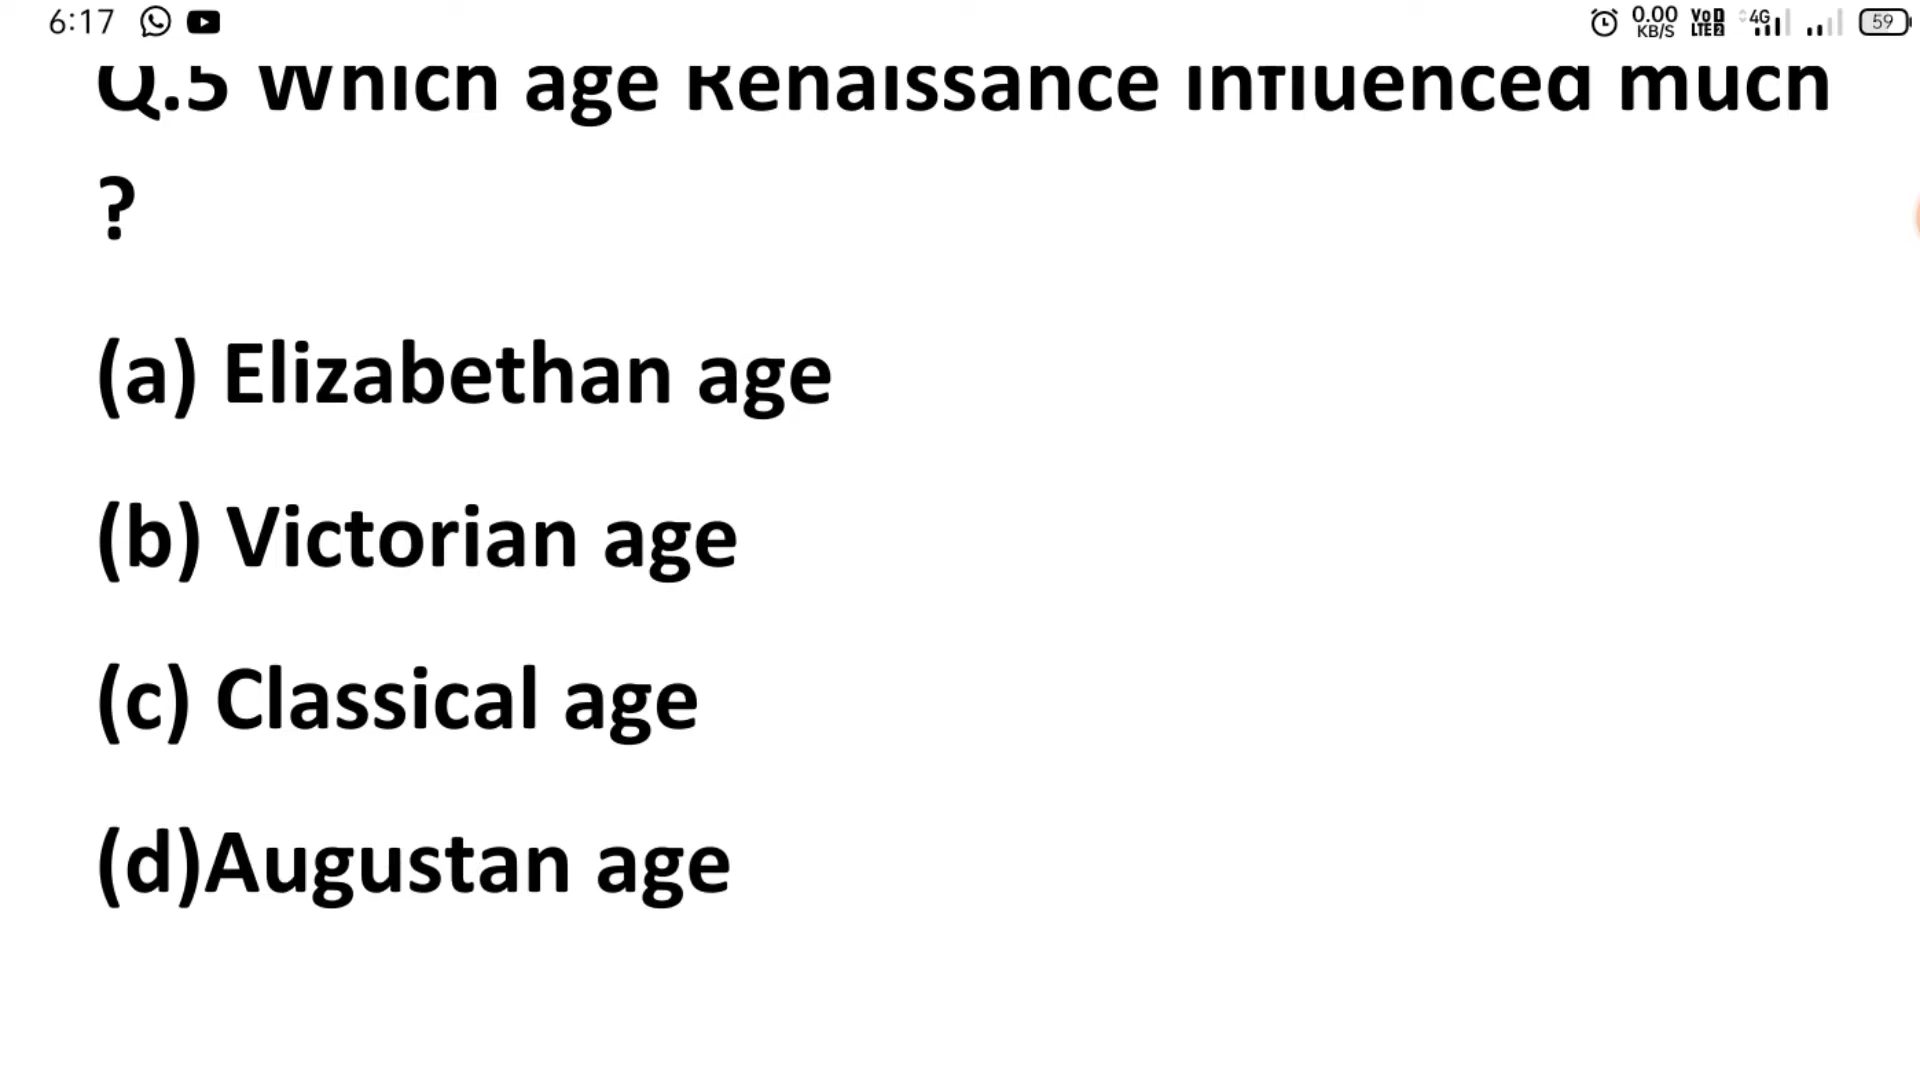 6:17 0.00 KB/S VoD LTE2 4G 59
Q.5 Which age Renaissance influenced much
?
(a) Elizabethan age
(b) Victorian age
(c) Classical age
(d)Augustan age